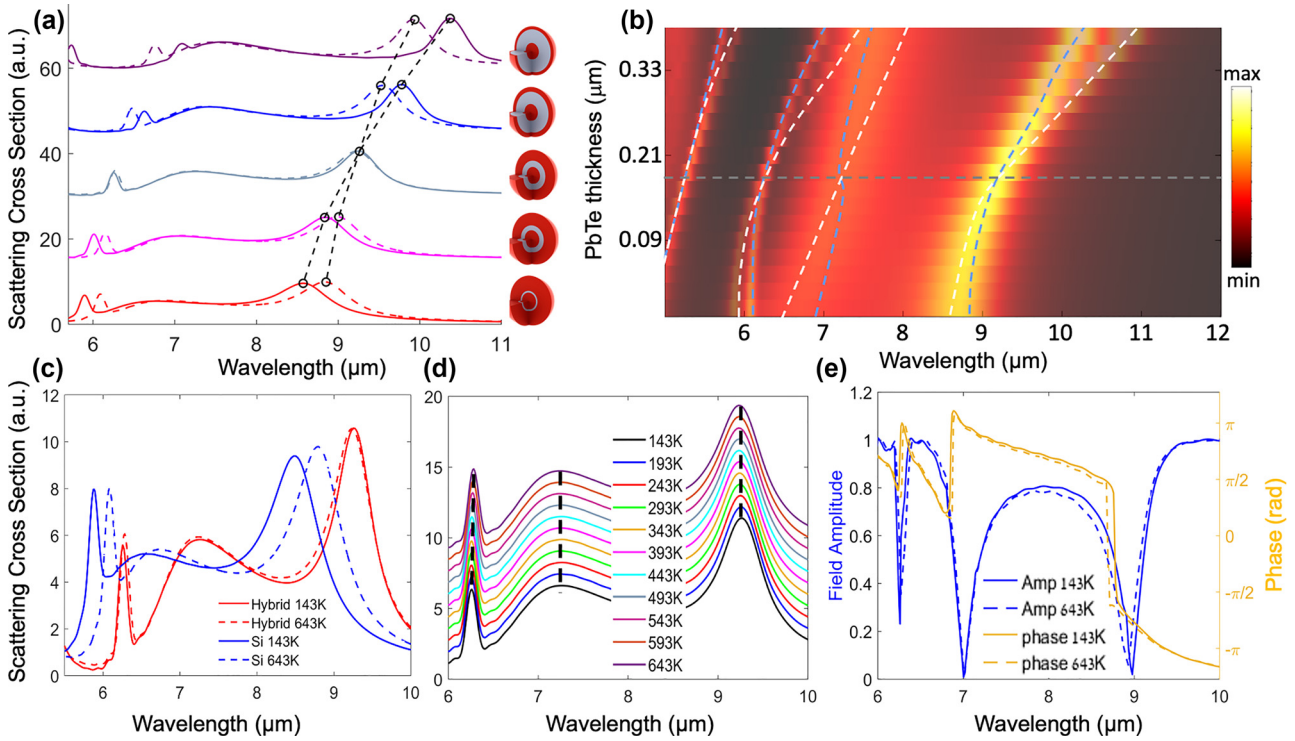 (a)
Scattering Cross Section (a.u.)
60
40
20
0
6
7
8
9
10
11
Wavelength (μm)
(b)
PbTe thickness (μm)
0.33
0.21
0.09
6
7
8
9
10
11
12
Wavelength (μm)
max
min
(c)
Scattering Cross Section (a.u.)
12
10
8
6
4
2
0
Hybrid 143K
Hybrid 643K
Si 143K
Si 643K
6
7
8
9
10
Wavelength (μm)
(d)
20
15
10
5
0
143K
193K
243K
293K
343K
393K
443K
493K
543K
593K
643K
6
7
8
9
10
Wavelength (μm)
(e)
Field Amplitude
1.2
1
0.8
0.6
0.4
0.2
0
Amp 143K
Amp 643K
phase 143K
phase 643K
π
π/2
0
-π/2
-π
Phase (rad)
6
7
8
9
10
Wavelength (μm)